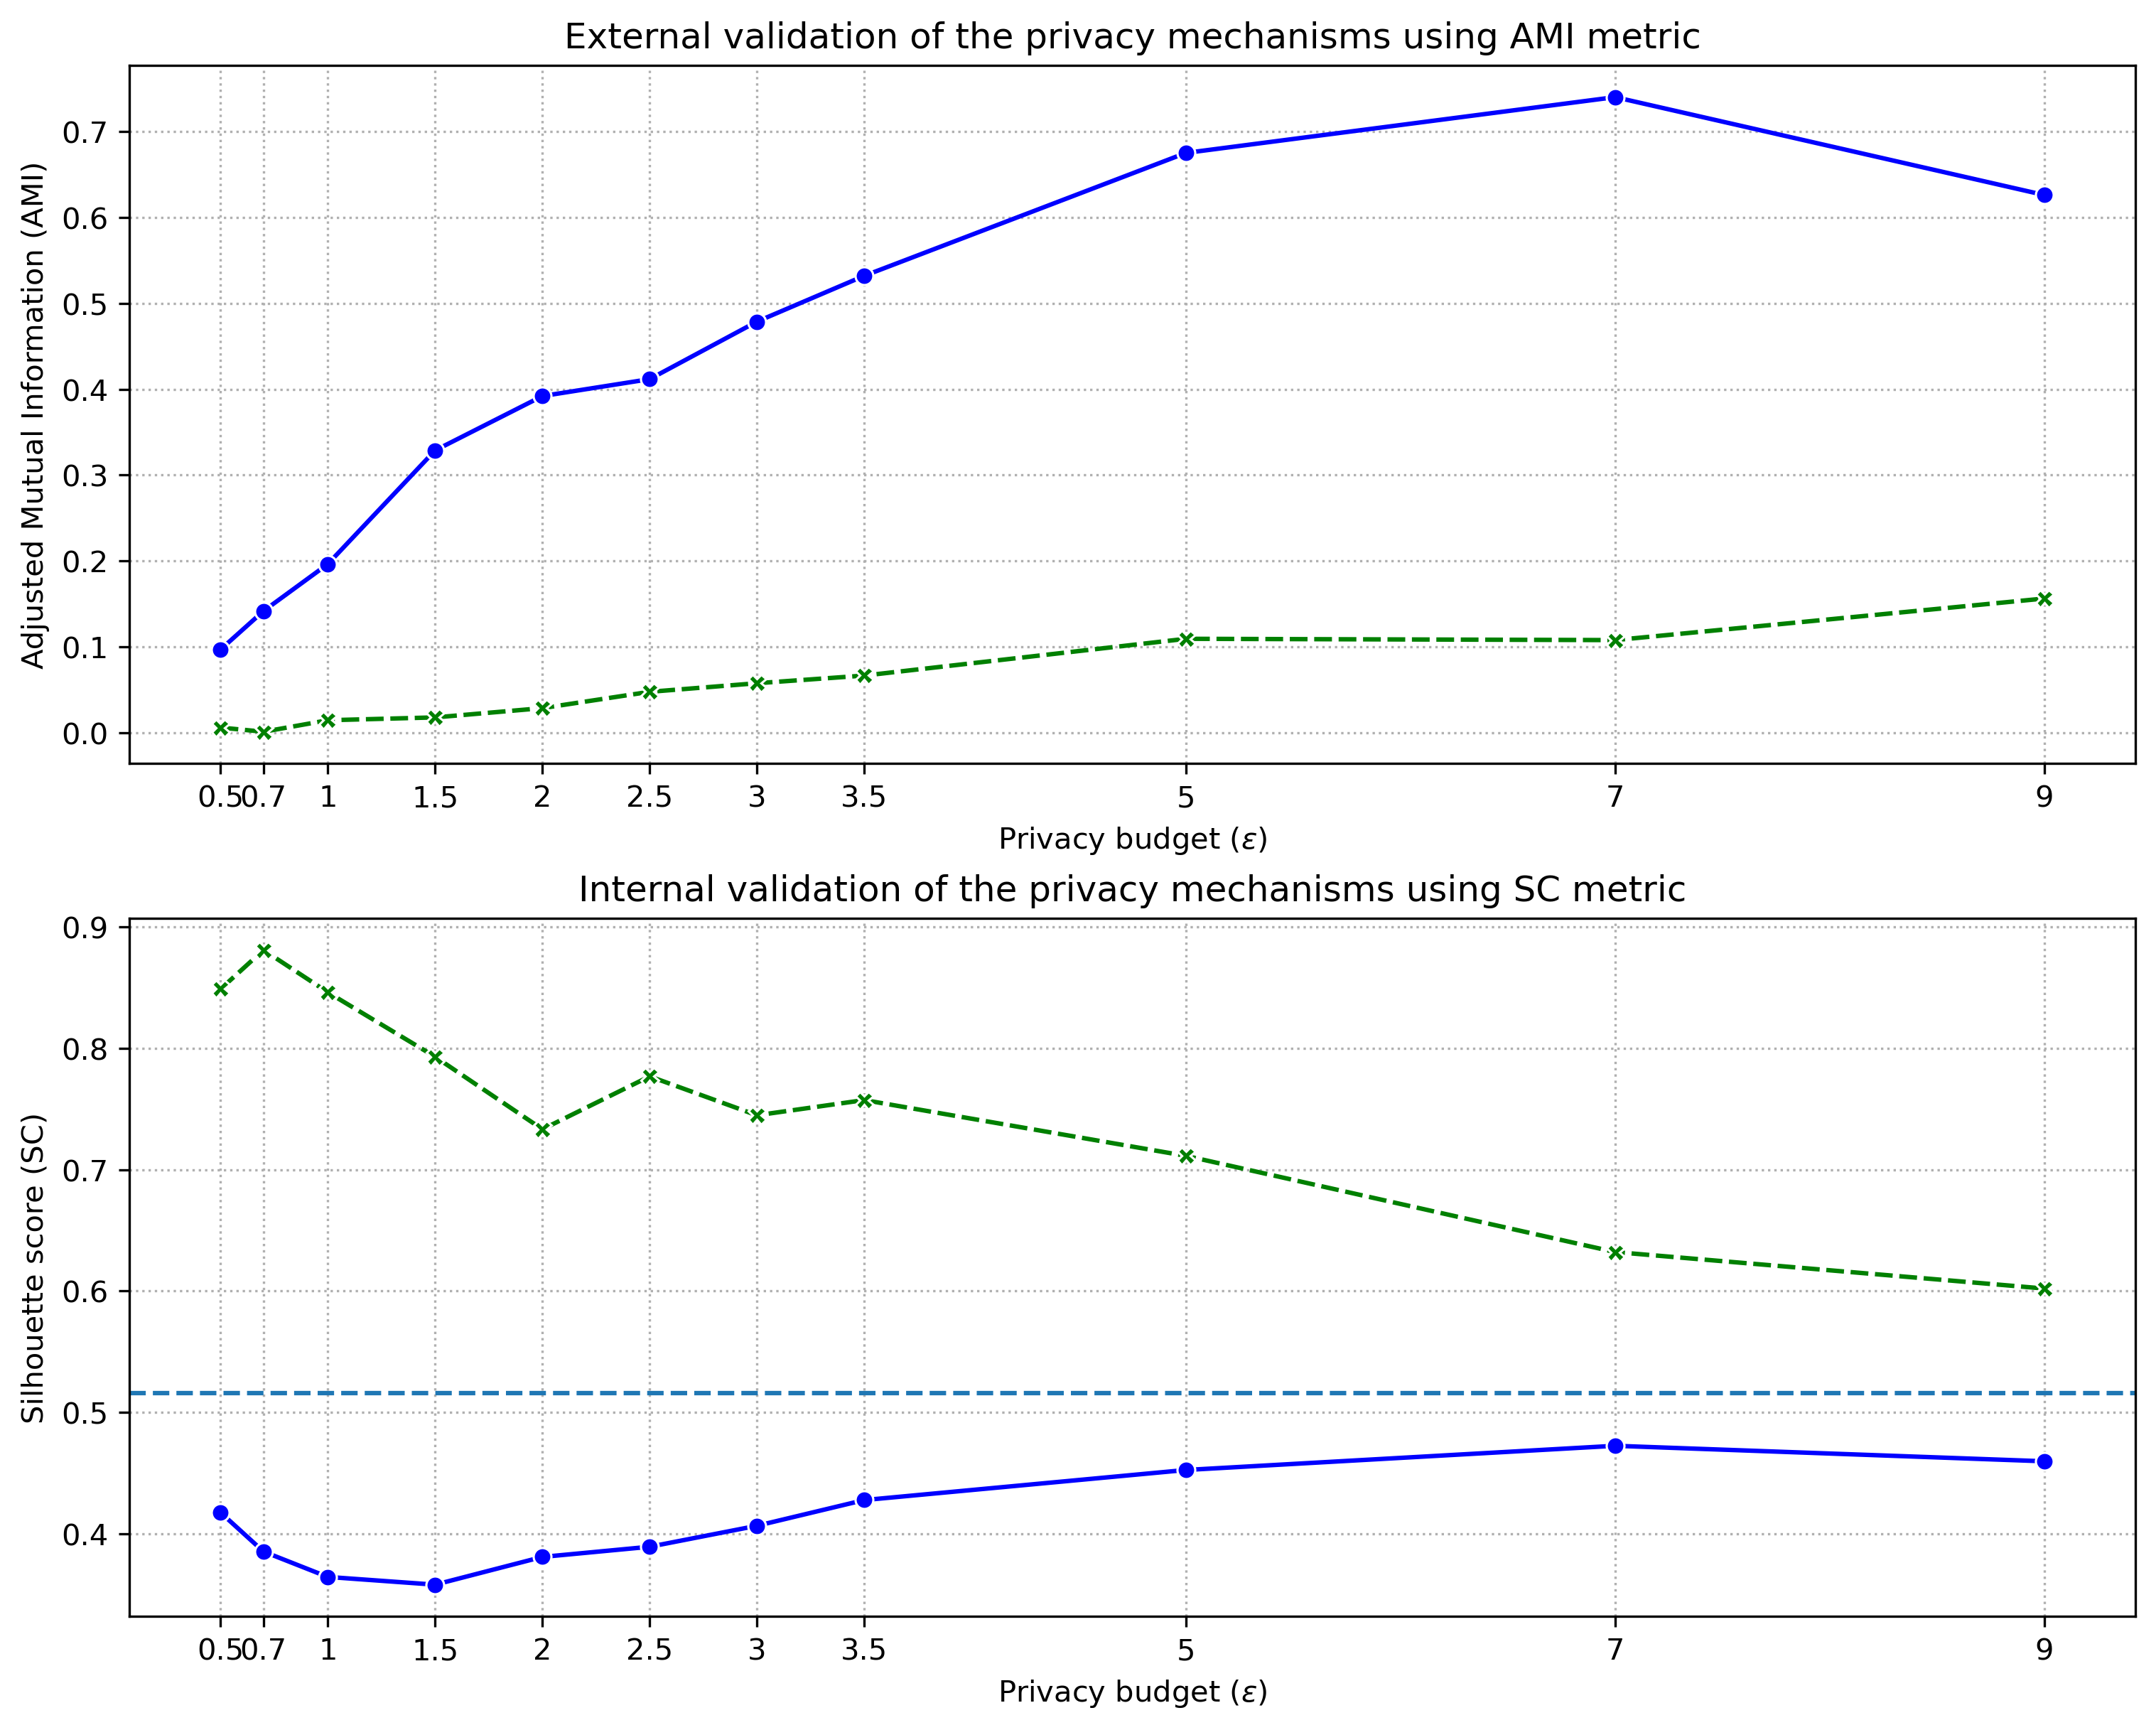 External validation of the privacy mechanisms using AMI metric
Adjusted Mutual Information (AMI)
0.7
0.6
0.5
0.4
0.3
0.2
0.1
0.0
0.5 0.7 1 1.5 2 2.5 3 3.5 5 7 9
Privacy budget (ε)
Internal validation of the privacy mechanisms using SC metric
Silhouette score (SC)
0.9
0.8
0.7
0.6
0.5
0.4
0.5 0.7 1 1.5 2 2.5 3 3.5 5 7 9
Privacy budget (ε)